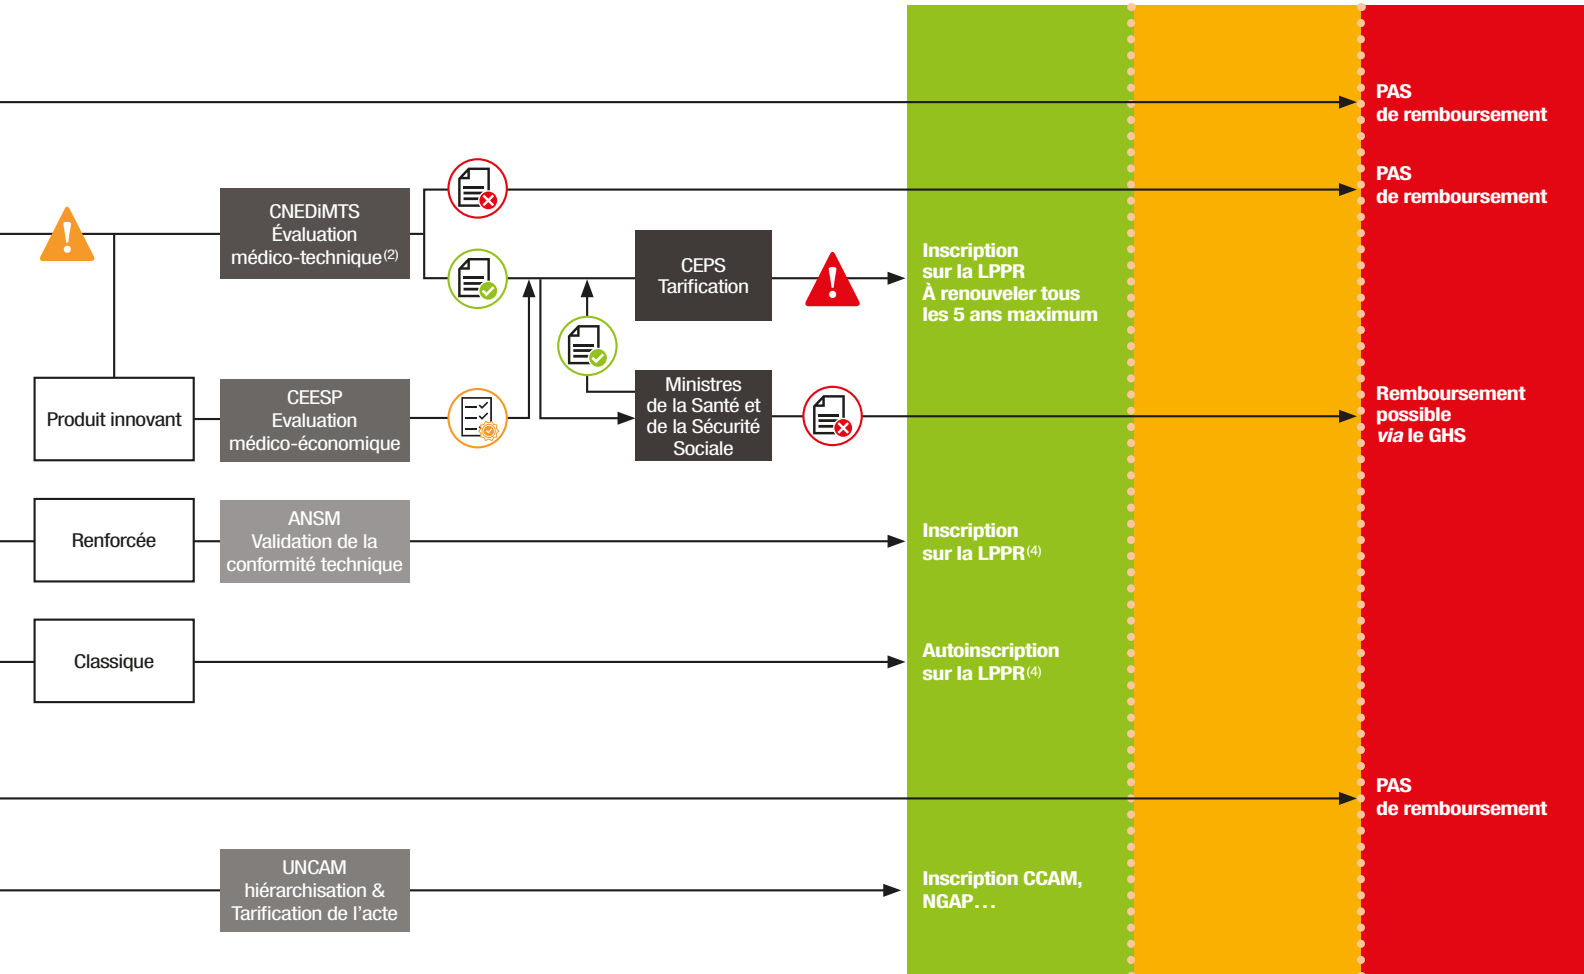 PAS
de remboursement
PAS
de remboursement
CNEDiMTS
Évaluation
médico-technique(2)
CEPS
Tarification
Inscription
sur la LPPR
À renouveler tous
les 5 ans maximum
Produit innovant
CEESP
Evaluation
médico-économique
Ministres
de la Santé et
de la Sécurité
Sociale
Remboursement
possible
via le GHS
Renforcée
ANSM
Validation de la
conformité technique
Inscription
sur la LPPR(4)
Classique
Autoinscription
sur la LPPR(4)
PAS
de remboursement
UNCAM
hiérarchisation &
Tarification de l'acte
Inscription CCAM,
NGAP…